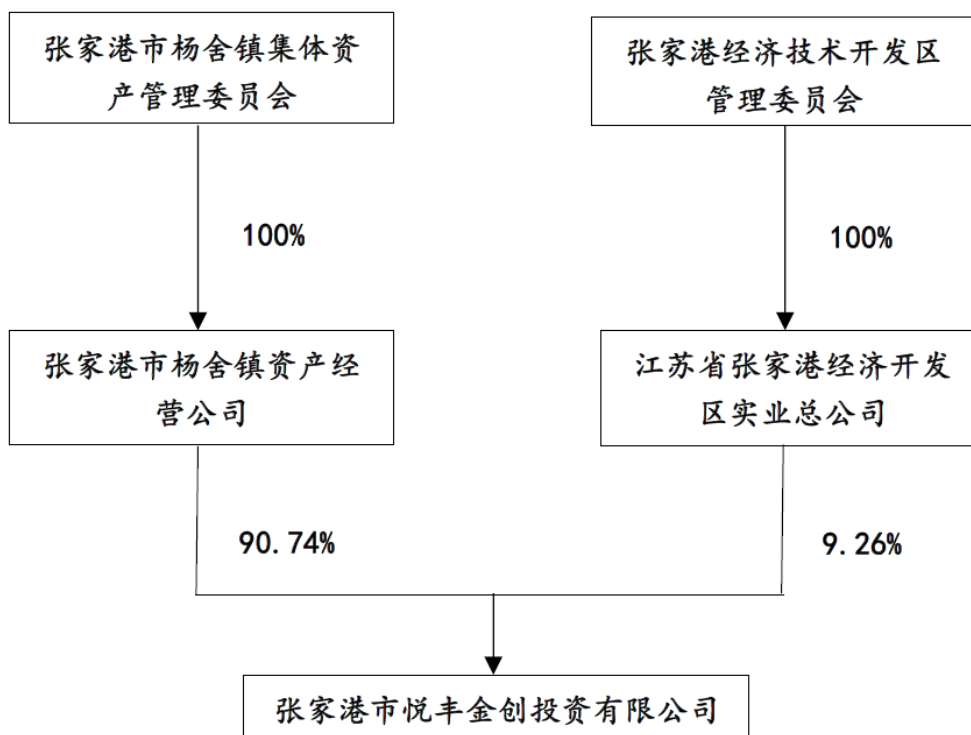 张家港市杨舍镇集体资
产管理委员会
张家港经济技术开发区
管理委员会
100%
100%
张家港市杨舍镇资产经
营公司
江苏省张家港经济开发
区实业总公司
90.74%
9.26%
张家港市悦丰金创投资有限公司